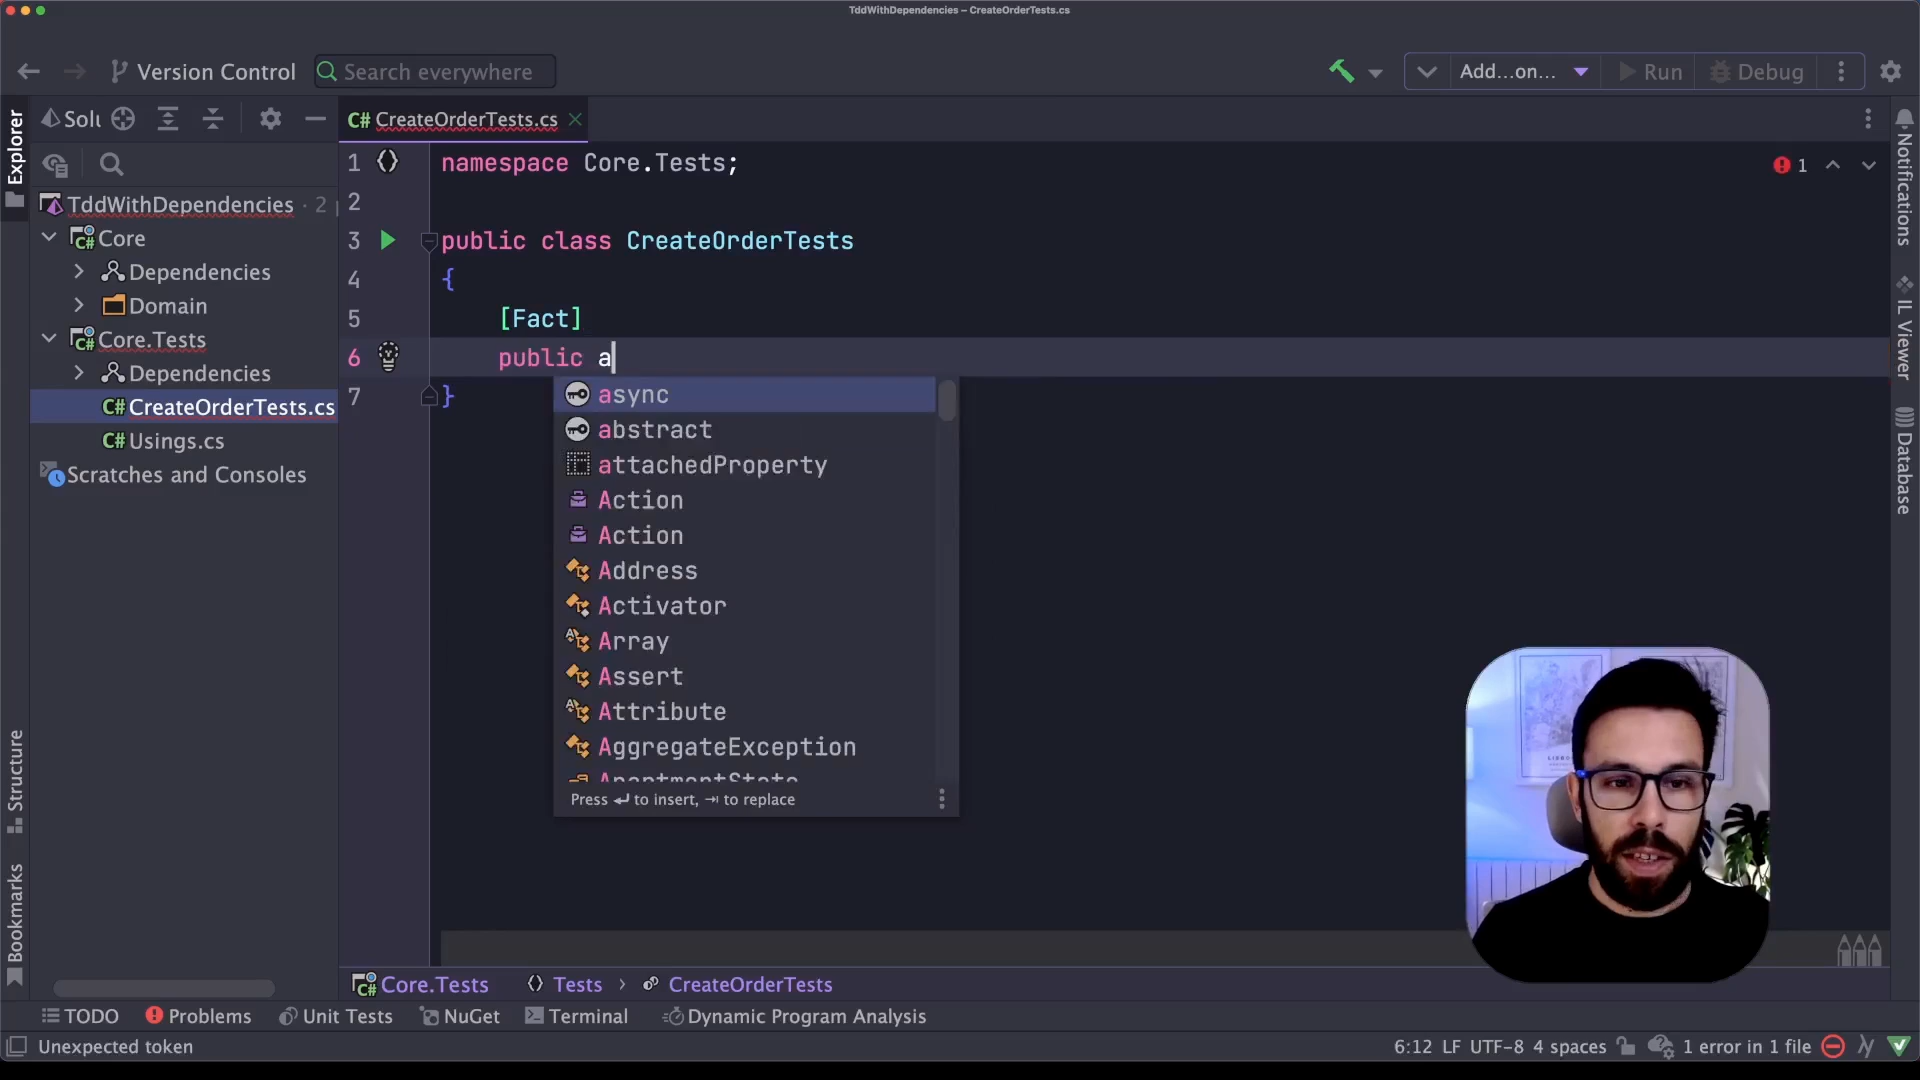 TddWithDependencies – CreateOrderTests.cs
Version Control
Search everywhere
Add...on...
Run
Debug
Explorer
Solu
C# CreateOrderTests.cs
TddWithDependencies · 2
Core
Dependencies
Domain
Core.Tests
Dependencies
C# CreateOrderTests.cs
C# Usings.cs
Scratches and Consoles
Structure
Bookmarks
1 namespace Core.Tests;
2
3 public class CreateOrderTests
4 {
5 [Fact]
6 public a
7 }
1
async
abstract
attachedProperty
Action
Action
Address
Activator
Array
Assert
Attribute
AggregateException
ApartmentState
Press ↵ to insert, ⇥ to replace
Notifications
IL Viewer
Database
Core.Tests
Tests
CreateOrderTests
TODO
Problems
Unit Tests
NuGet
Terminal
Dynamic Program Analysis
Unexpected token
6:12 LF UTF-8 4 spaces
1 error in 1 file